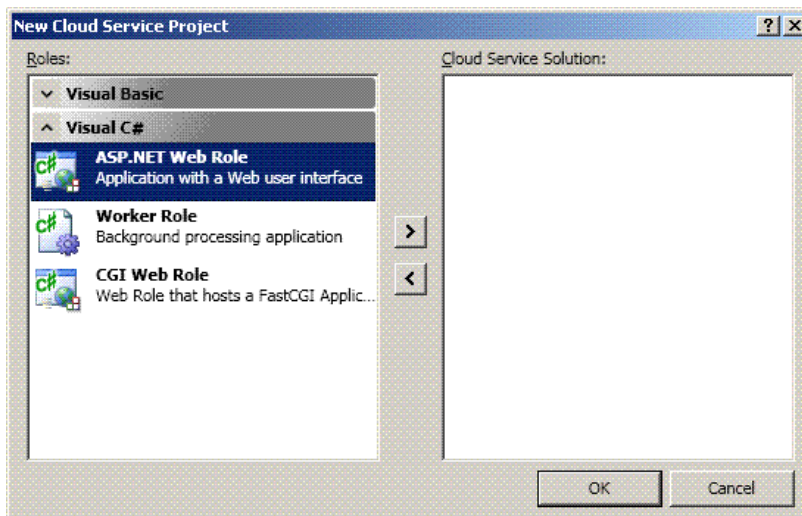 New Cloud Service Project
Roles:
Cloud Service Solution:
Visual Basic
Visual C#
ASP.NET Web Role
Application with a Web user interface
Worker Role
Background processing application
CGI Web Role
Web Role that hosts a FastCGI Applic...
OK
Cancel